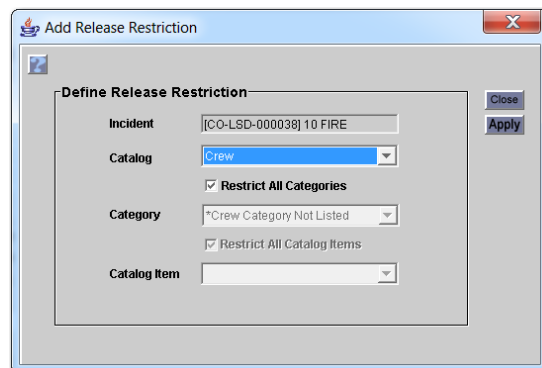 Add Release Restriction
X
?
Define Release Restriction
Close
Incident [CO-LSD-000038] 10 FIRE
Apply
Catalog Crew
Restrict All Categories
Category *Crew Category Not Listed
Restrict All Catalog Items
Catalog Item